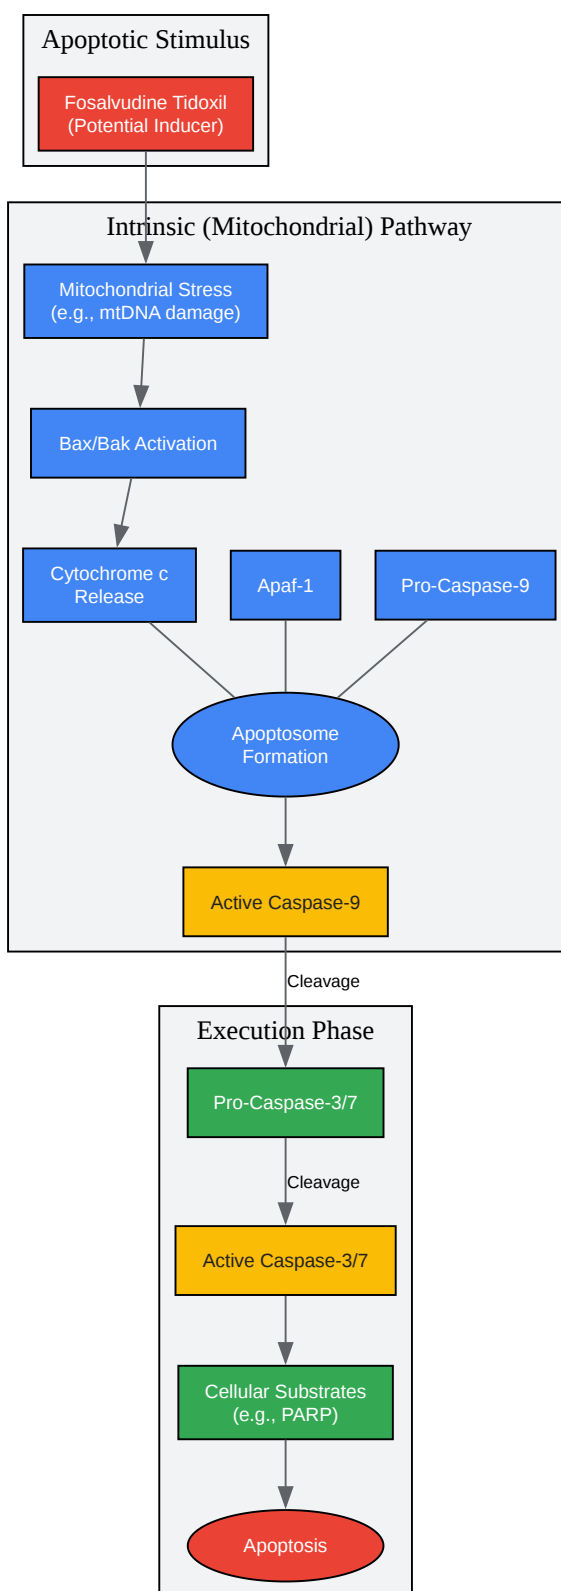 Apoptotic Stimulus
Fosalvudine Tidoxil
(Potential Inducer)
Intrinsic (Mitochondrial) Pathway
Mitochondrial Stress
(e.g., mtDNA damage)
Bax/Bak Activation
Cytochrome c
Release
Apaf-1
Pro-Caspase-9
Apoptosome
Formation
Active Caspase-9
Cleavage
Execution Phase
Pro-Caspase-3/7
Cleavage
Active Caspase-3/7
Cellular Substrates
(e.g., PARP)
Apoptosis